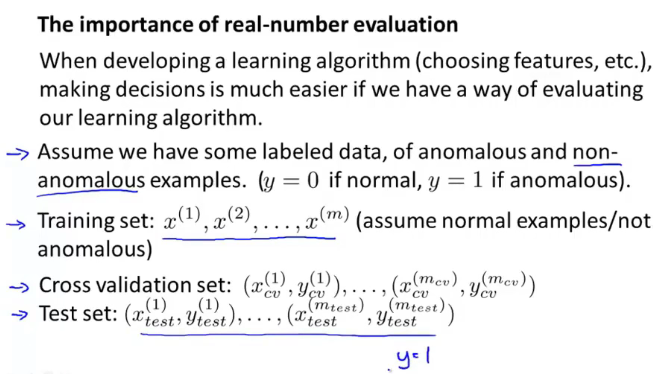 The importance of real-number evaluation
When developing a learning algorithm (choosing features, etc.),
making decisions is much easier if we have a way of evaluating
our learning algorithm.
→ Assume we have some labeled data, of anomalous and non-
anomalous examples. (y = 0 if normal, y = 1 if anomalous).
→ Training set: x^{(1)}, x^{(2)}, . . . , x^{(m)} (assume normal examples/not
anomalous)
→ Cross validation set: (x_{cv}^{(1)}, y_{cv}^{(1)}), . . . , (x_{cv}^{(m_{cv})}, y_{cv}^{(m_{cv})})
→ Test set: (x_{test}^{(1)}, y_{test}^{(1)}), . . . , (x_{test}^{(m_{test})}, y_{test}^{(m_{test})})
y=1